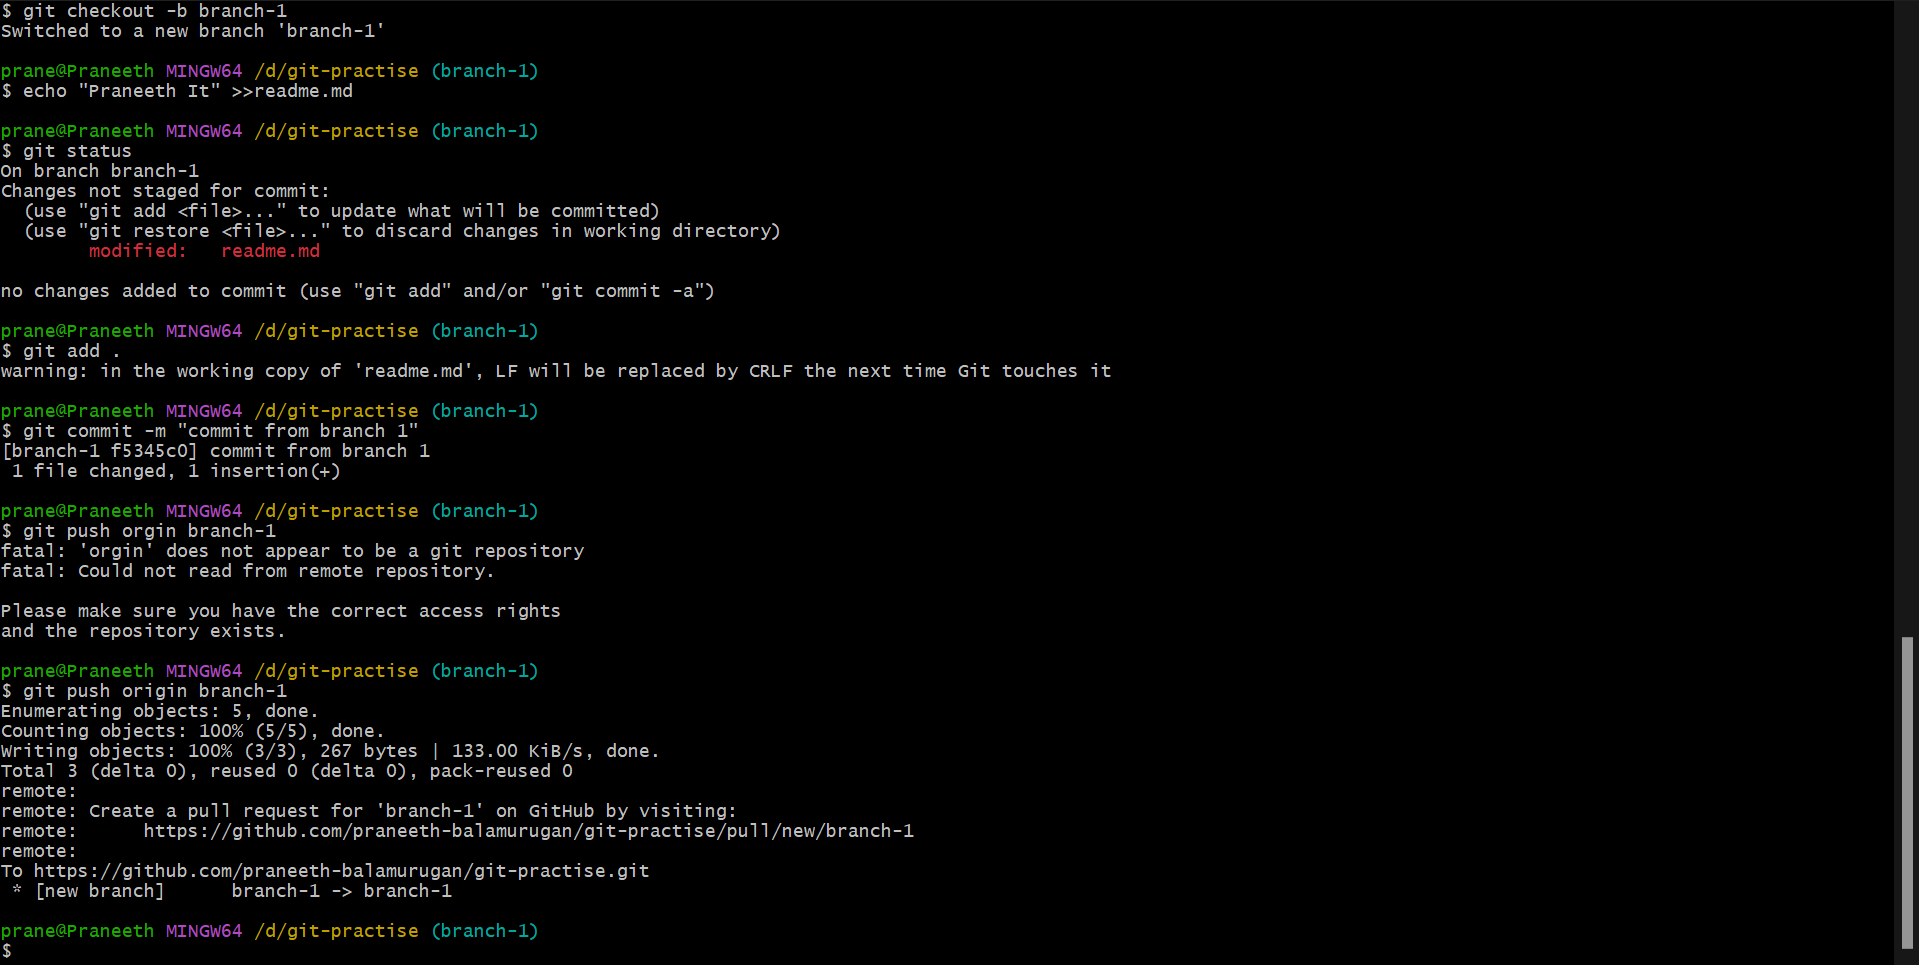 $ git checkout -b branch-1
Switched to a new branch 'branch-1'
prane@Praneeth MINGW64 /d/git-practise (branch-1)
$ echo "Praneeth It" >>readme.md
prane@Praneeth MINGW64 /d/git-practise (branch-1)
$ git status
On branch branch-1
Changes not staged for commit:
  (use "git add <file>..." to update what will be committed)
  (use "git restore <file>..." to discard changes in working directory)
        modified:   readme.md
no changes added to commit (use "git add" and/or "git commit -a")
prane@Praneeth MINGW64 /d/git-practise (branch-1)
$ git add .
warning: in the working copy of 'readme.md', LF will be replaced by CRLF the next time Git touches it
prane@Praneeth MINGW64 /d/git-practise (branch-1)
$ git commit -m "commit from branch 1"
[branch-1 f5345c0] commit from branch 1
 1 file changed, 1 insertion(+)
prane@Praneeth MINGW64 /d/git-practise (branch-1)
$ git push orgin branch-1
fatal: 'orgin' does not appear to be a git repository
fatal: Could not read from remote repository.
Please make sure you have the correct access rights
and the repository exists.
prane@Praneeth MINGW64 /d/git-practise (branch-1)
$ git push origin branch-1
Enumerating objects: 5, done.
Counting objects: 100% (5/5), done.
Writing objects: 100% (3/3), 267 bytes | 133.00 KiB/s, done.
Total 3 (delta 0), reused 0 (delta 0), pack-reused 0
remote:
remote: Create a pull request for 'branch-1' on GitHub by visiting:
remote:      https://github.com/praneeth-balamurugan/git-practise/pull/new/branch-1
remote:
To https://github.com/praneeth-balamurugan/git-practise.git
 * [new branch]      branch-1 -> branch-1
prane@Praneeth MINGW64 /d/git-practise (branch-1)
$